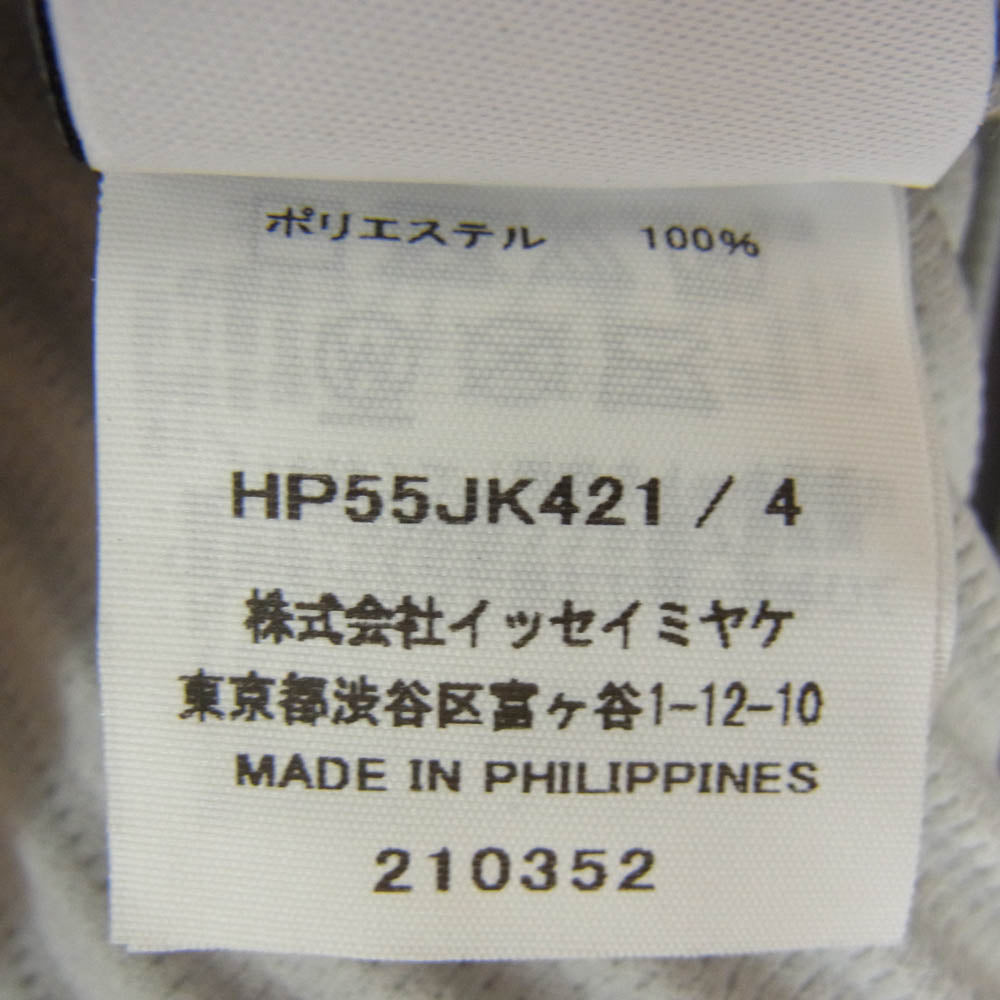 ポリエステル 100%
HP55JK421 / 4
株式会社イッセイミヤケ
東京都渋谷区富ヶ谷1-12-10
MADE IN PHILIPPINES
210352